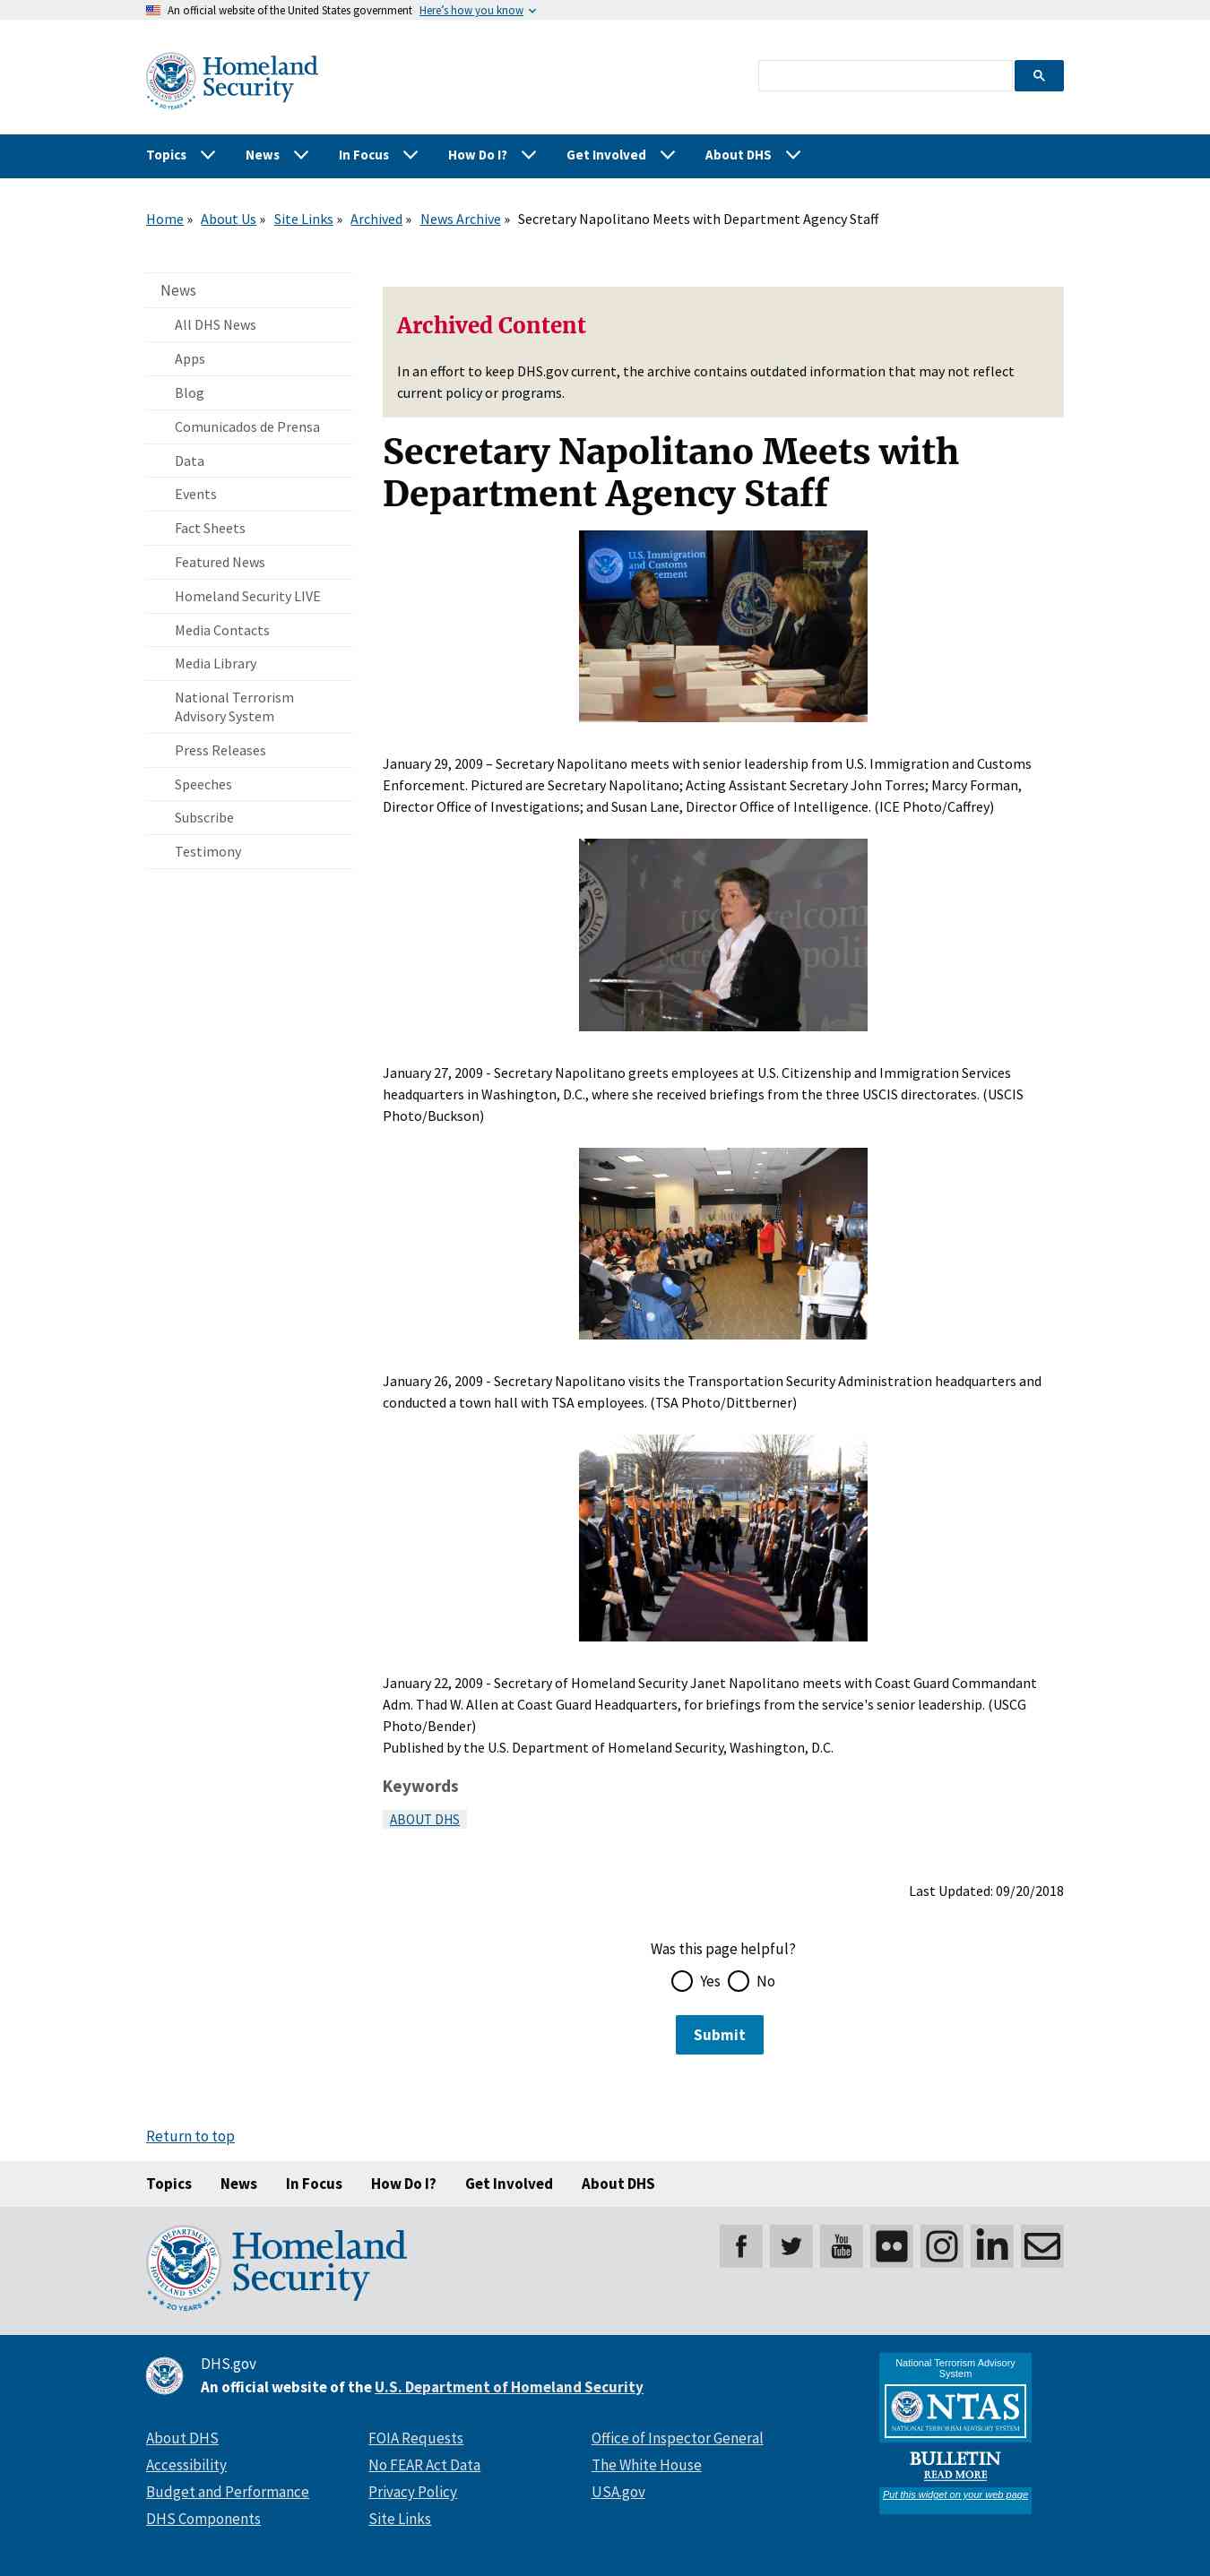 An official website of the United States government Here's how you know
Homeland
Security
Topics News In Focus How Do I? Get Involved About DHS
Home » About Us » Site Links » Archived » News Archive » Secretary Napolitano Meets with Department Agency Staff
News
All DHS News
Apps
Blog
Comunicados de Prensa
Data
Events
Fact Sheets
Featured News
Homeland Security LIVE
Media Contacts
Media Library
National Terrorism
Advisory System
Press Releases
Speeches
Subscribe
Testimony
Archived Content
In an effort to keep DHS.gov current, the archive contains outdated information that may not reflect
current policy or programs.
Secretary Napolitano Meets with
Department Agency Staff
U.S. Immigration
and Customs
January 29, 2009 – Secretary Napolitano meets with senior leadership from U.S. Immigration and Customs
Enforcement. Pictured are Secretary Napolitano; Acting Assistant Secretary John Torres; Marcy Forman,
Director Office of Investigations; and Susan Lane, Director Office of Intelligence. (ICE Photo/Caffrey)
January 27, 2009 - Secretary Napolitano greets employees at U.S. Citizenship and Immigration Services
headquarters in Washington, D.C., where she received briefings from the three USCIS directorates. (USCIS
Photo/Buckson)
January 26, 2009 - Secretary Napolitano visits the Transportation Security Administration headquarters and
conducted a town hall with TSA employees. (TSA Photo/Dittberner)
January 22, 2009 - Secretary of Homeland Security Janet Napolitano meets with Coast Guard Commandant
Adm. Thad W. Allen at Coast Guard Headquarters, for briefings from the service's senior leadership. (USCG
Photo/Bender)
Published by the U.S. Department of Homeland Security, Washington, D.C.
Keywords
ABOUT DHS
Last Updated: 09/20/2018
Was this page helpful?
Yes No
Submit
Return to top
Topics News In Focus How Do I? Get Involved About DHS
U.S. DEPARTMENT OF HOMELAND SECURITY
20 YEARS
Homeland
Security
You
Tube
in
DHS.gov
An official website of the U.S. Department of Homeland Security
About DHS
Accessibility
Budget and Performance
DHS Components
FOIA Requests
No FEAR Act Data
Privacy Policy
Site Links
Office of Inspector General
The White House
USA.gov
National Terrorism Advisory
System
NTAS
NATIONAL TERRORISM ADVISORY SYSTEM
BULLETIN
READ MORE
Put this widget on your web page